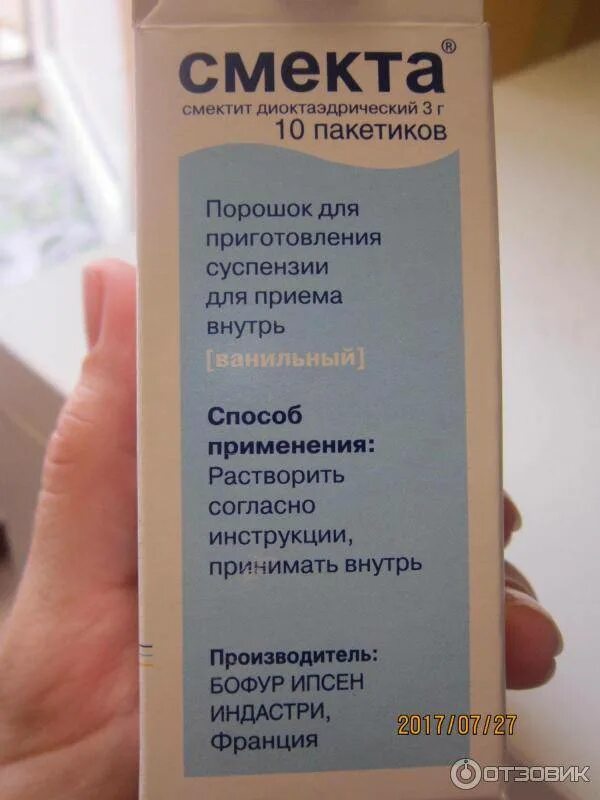 смекта®
смектит диоктаэдрический 3 г
10 пакетиков
Порошок для
приготовления
суспензии
для приема
внутрь
[ванильный]
Способ
применения:
Растворить
согласно
инструкции,
принимать внутрь
Производитель:
БОФУР ИПСЕН
ИНДАСТРИ,
Франция
2017/07/27
ОТЗОВИК